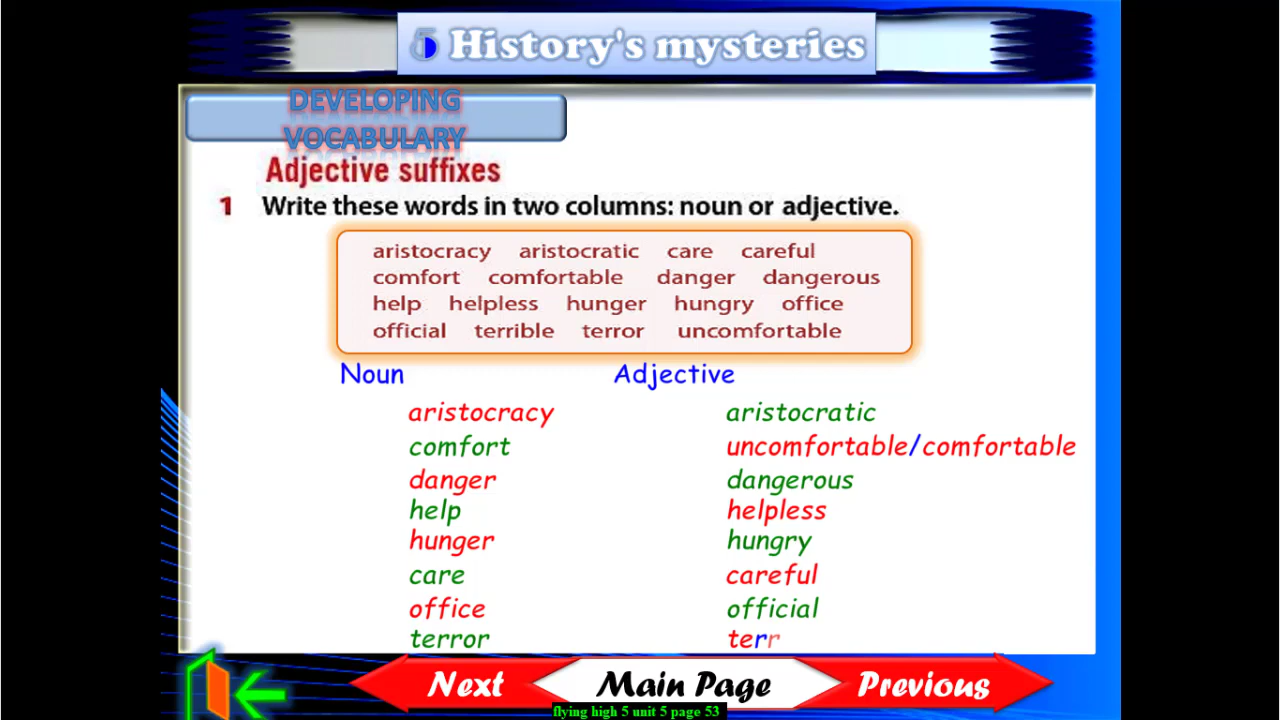 5 History's mysteries
DEVELOPING
VOCABULARY
Adjective suffixes
1 Write these words in two columns: noun or adjective.
aristocracy aristocratic care careful
comfort comfortable danger dangerous
help helpless hunger hungry office
official terrible terror uncomfortable
Noun Adjective
aristocracy aristocratic
comfort uncomfortable/comfortable
danger dangerous
help helpless
hunger hungry
care careful
office official
terror terr
Next Main Page Previous
flying high 5 unit 5 page 53